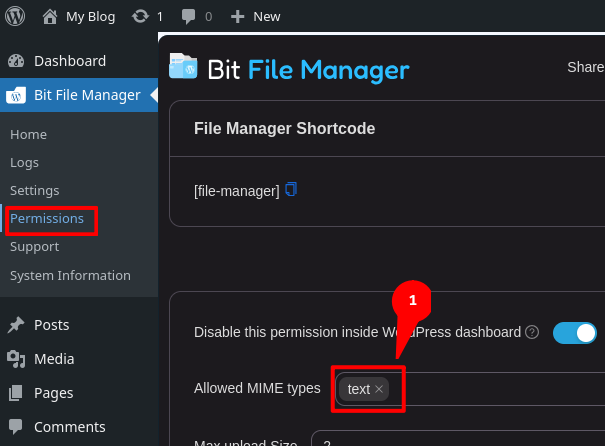 My Blog 1 0 New
Dashboard
Bit File Manager
Home
Logs
Settings
Permissions
Support
System Information
Posts
Media
Pages
Comments
Bit File Manager
Share
File Manager Shortcode
[file-manager]
1
Disable this permission inside WordPress dashboard ?
Allowed MIME types text ×
Max upload Size 2